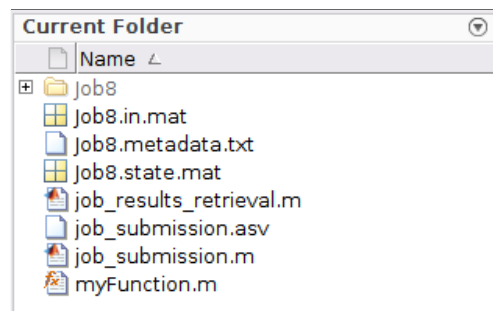 Current Folder
Name
Job8
Job8.in.mat
Job8.metadata.txt
Job8.state.mat
job_results_retrieval.m
job_submission.asv
job_submission.m
myFunction.m